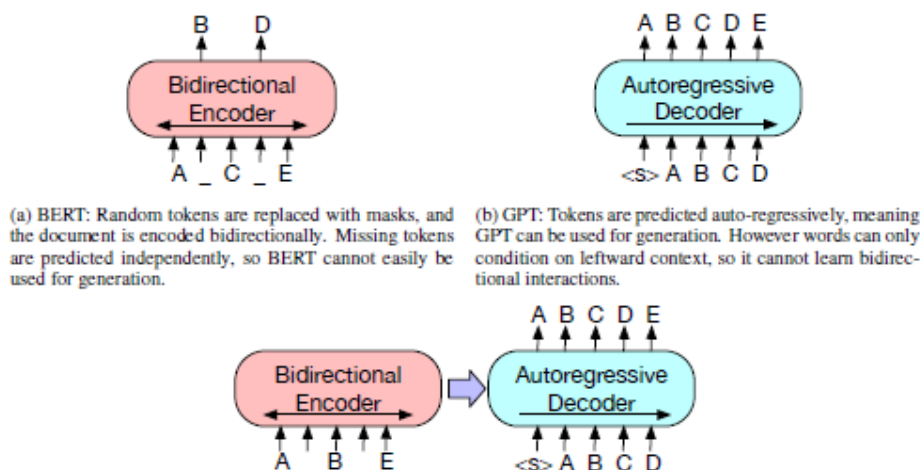 B D
Bidirectional
Encoder
A _ C _ E
A B C D E
Autoregressive
Decoder
<s> A B C D
(a) BERT: Random tokens are replaced with masks, and
the document is encoded bidirectionally. Missing tokens
are predicted independently, so BERT cannot easily be
used for generation.
(b) GPT: Tokens are predicted auto-regressively, meaning
GPT can be used for generation. However words can only
condition on leftward context, so it cannot learn bidirec-
tional interactions.
Bidirectional
Encoder
A B E
A B C D E
Autoregressive
Decoder
<s> A B C D